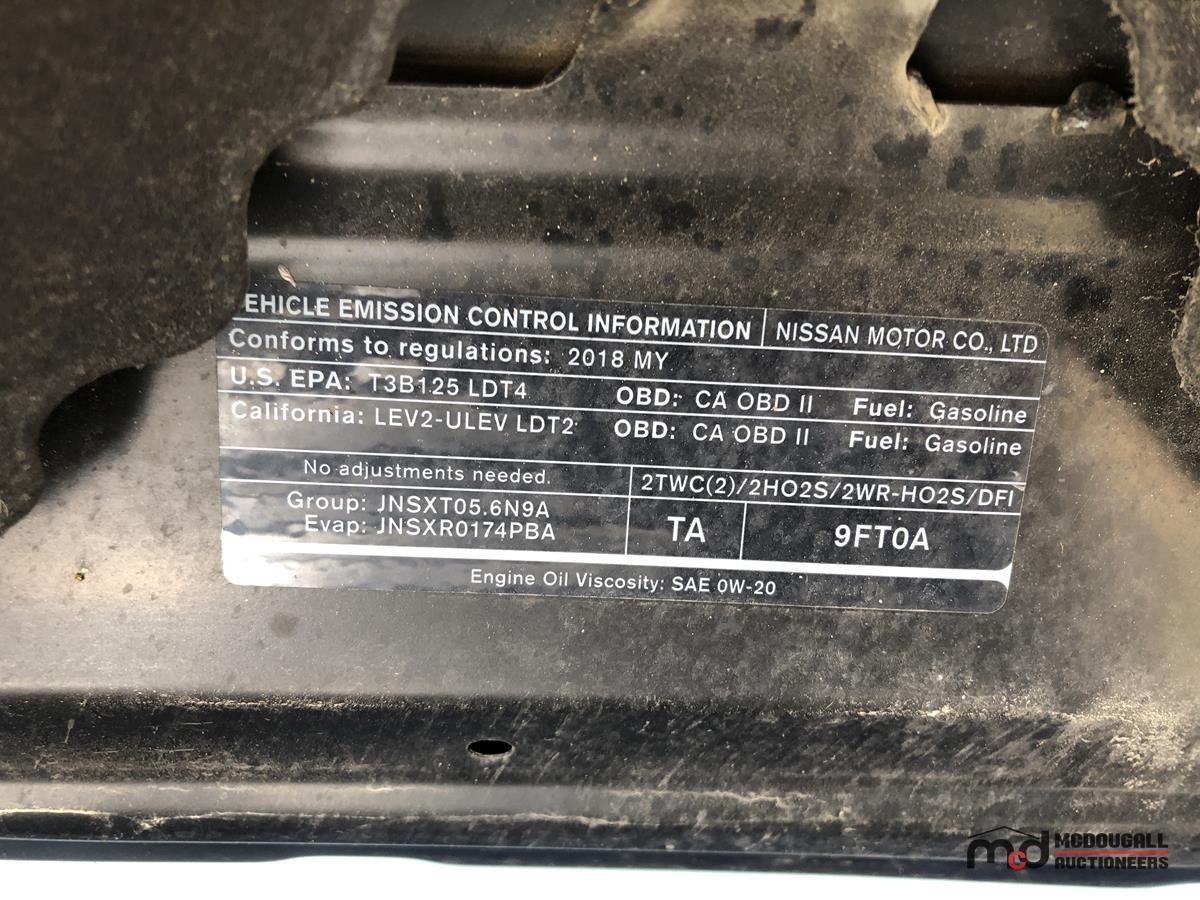 EHICLE EMISSION CONTROL INFORMATION NISSAN MOTOR CO., LTD
Conforms to regulations: 2018 MY
U.S. EPA: T3B125 LDT4 OBD: CA OBD II Fuel: Gasoline
California: LEV2-ULEV LDT2 OBD: CA OBD II Fuel: Gasoline
No adjustments needed. 2TWC(2)/2HO2S/2WR-HO2S/DFI
Group: JNSXT05.6N9A
Evap: JNSXR0174PBA
TA 9FT0A
Engine Oil Viscosity: SAE 0W-20
mcd MCDOUGALL
AUCTIONEERS